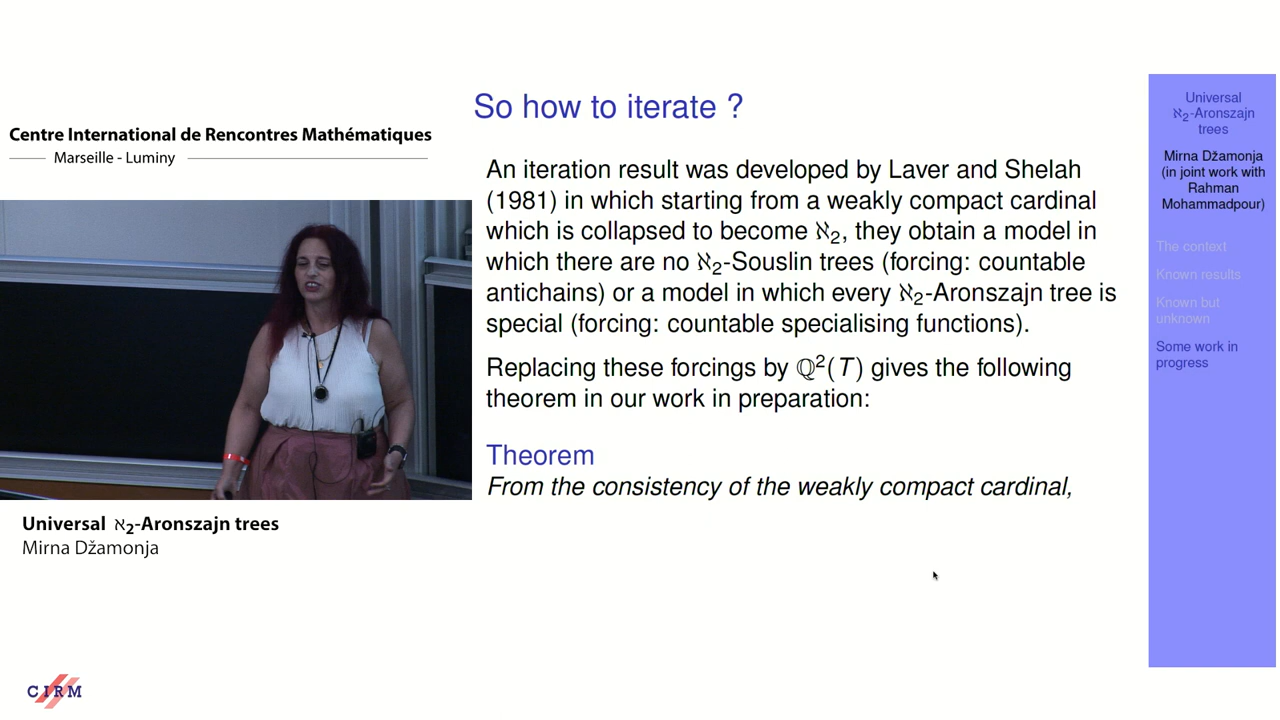 Centre International de Rencontres Mathématiques
Marseille - Luminy
So how to iterate ?
An iteration result was developed by Laver and Shelah
(1981) in which starting from a weakly compact cardinal
which is collapsed to become ℵ₂, they obtain a model in
which there are no ℵ₂-Souslin trees (forcing: countable
antichains) or a model in which every ℵ₂-Aronszajn tree is
special (forcing: countable specialising functions).
Replacing these forcings by ℚ²(T) gives the following
theorem in our work in preparation:
Theorem
From the consistency of the weakly compact cardinal,
Universal
ℵ₂-Aronszajn
trees
Mirna Džamonja
(in joint work with
Rahman
Mohammadpour)
The context
Known results
Known but
unknown
Some work in
progress
Universal ℵ₂-Aronszajn trees
Mirna Džamonja
CIRM